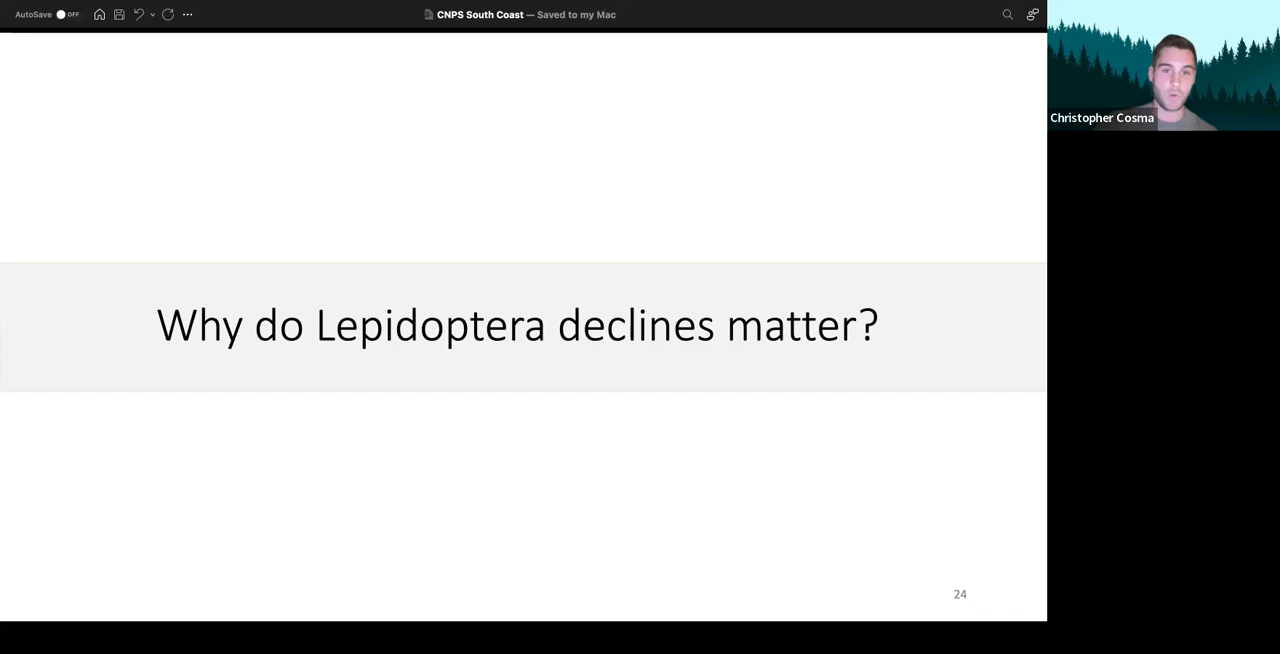 AutoSave OFF
CNPS South Coast — Saved to my Mac
Christopher Cosma
Why do Lepidoptera declines matter?
24